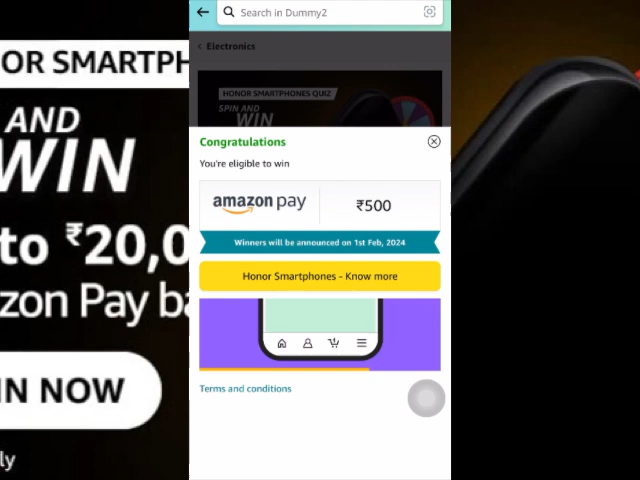 Search in Dummy2
Electronics
HONOR SMARTPHONES QUIZ
SPIN AND
WIN
Congratulations
You're eligible to win
amazon pay
₹500
Winners will be announced on 1st Feb, 2024
Honor Smartphones - Know more
Terms and conditions
OR SMARTPH
AND
WIN
to ₹20,0
zon Pay ba
IN NOW
ly